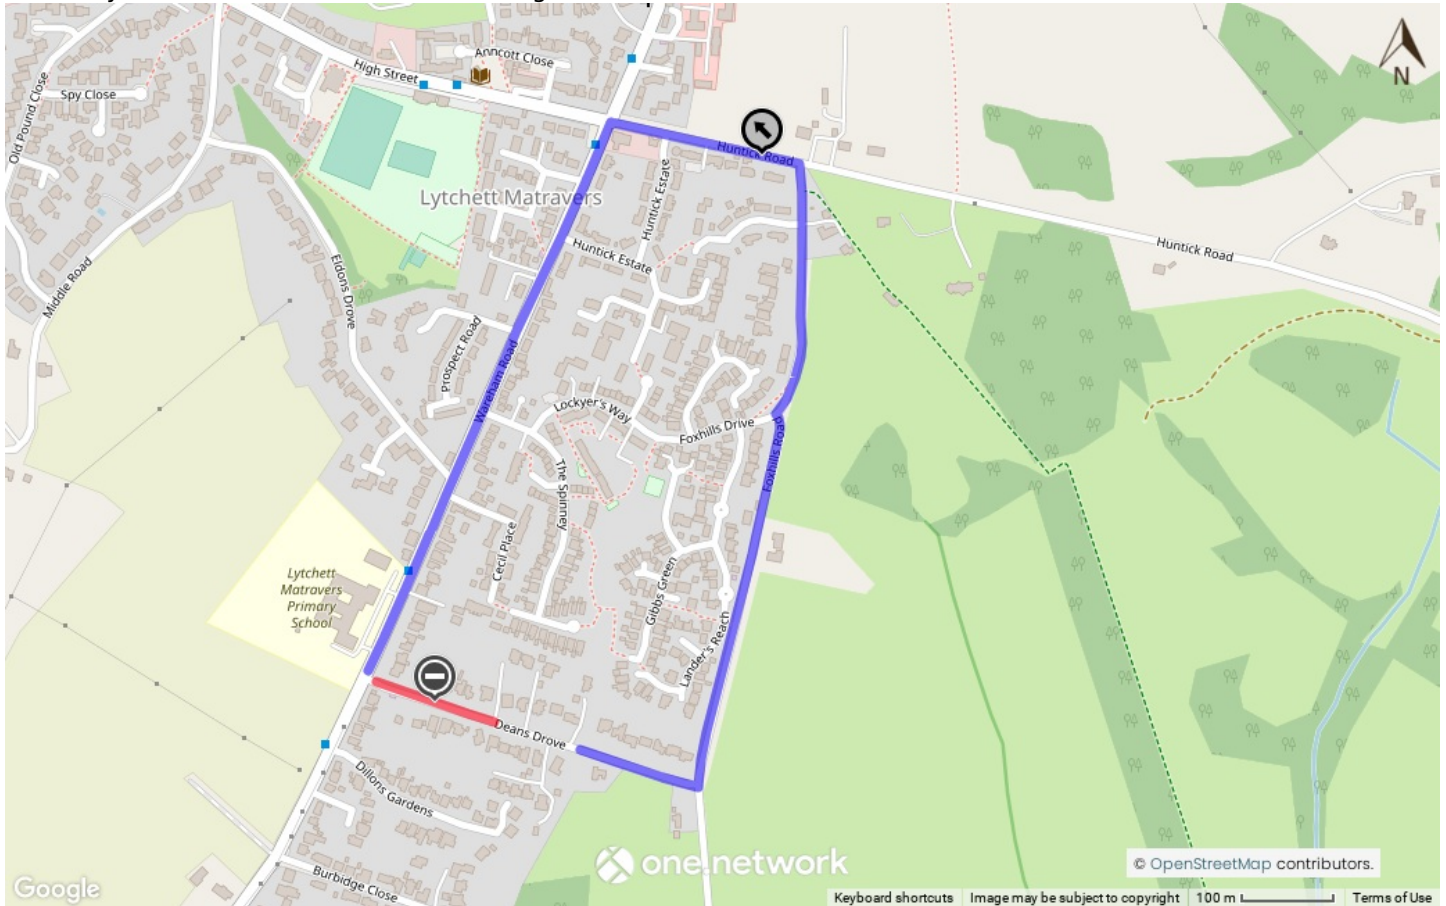 Anncott Close
High Street
Spy Close
Old Pound Close
Huntick Road
Lytchett Matravers
Huntick Estate
Huntick Estate
Huntick Road
Middle Road
Eldons Drove
Prospect Road
Wareham Road
Lockyer's Way
Foxhills Drive
Foxhills Road
The Spinney
Cecil Place
Gibbs Green
Lander's Reach
Lytchett
Matravers
Primary
School
Deans Drove
Dillons Gardens
Burbidge Close
N
one.network
© OpenStreetMap contributors.
Google
Keyboard shortcuts
Image may be subject to copyright
100 m
Terms of Use